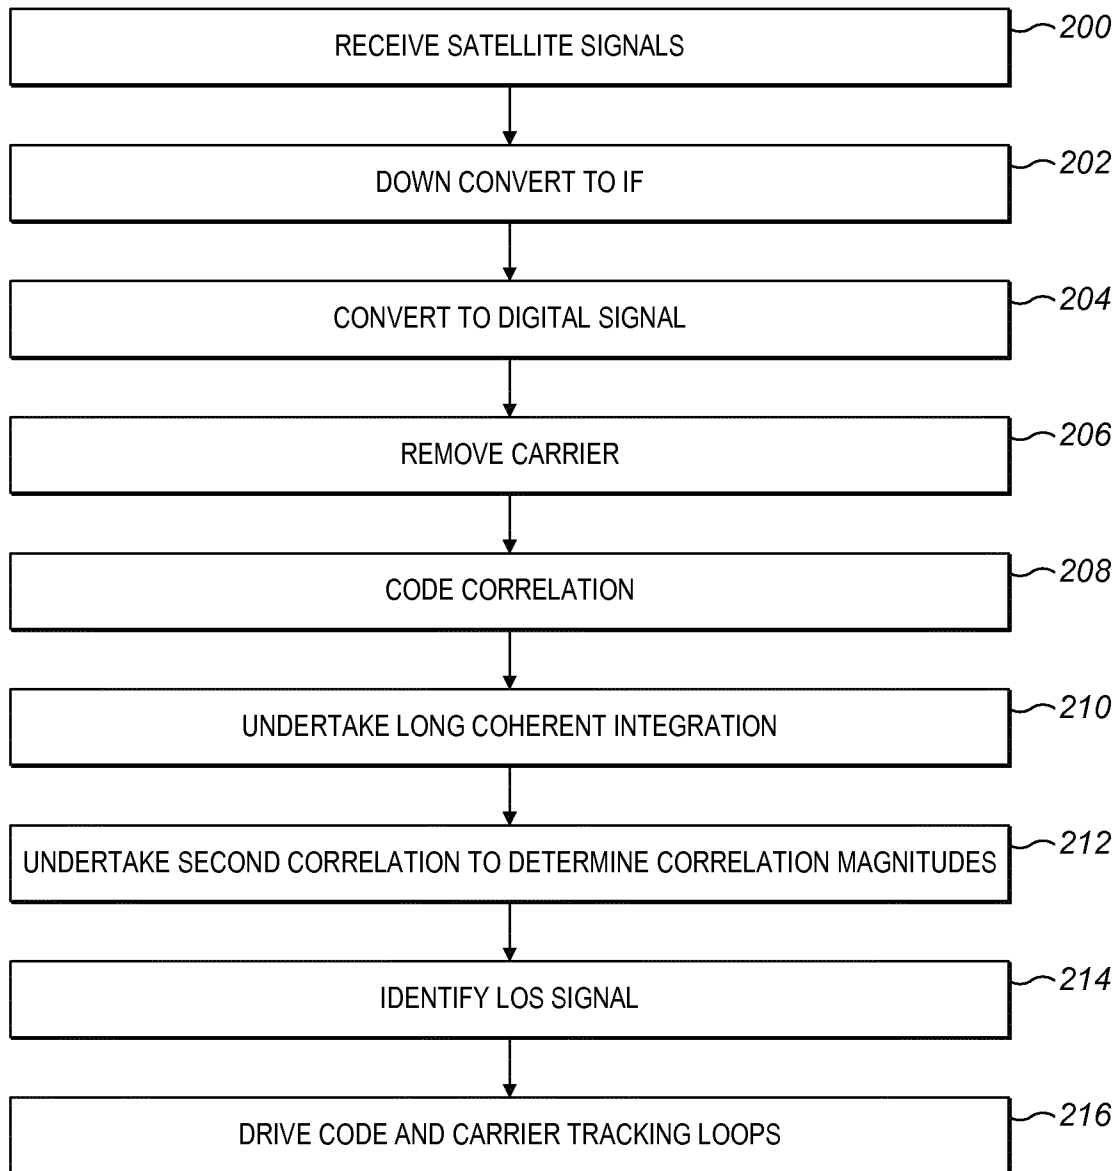 RECEIVE SATELLITE SIGNALS
200
DOWN CONVERT TO IF
202
CONVERT TO DIGITAL SIGNAL
204
REMOVE CARRIER
206
CODE CORRELATION
208
UNDERTAKE LONG COHERENT INTEGRATION
210
UNDERTAKE SECOND CORRELATION TO DETERMINE CORRELATION MAGNITUDES
212
IDENTIFY LOS SIGNAL
214
DRIVE CODE AND CARRIER TRACKING LOOPS
216